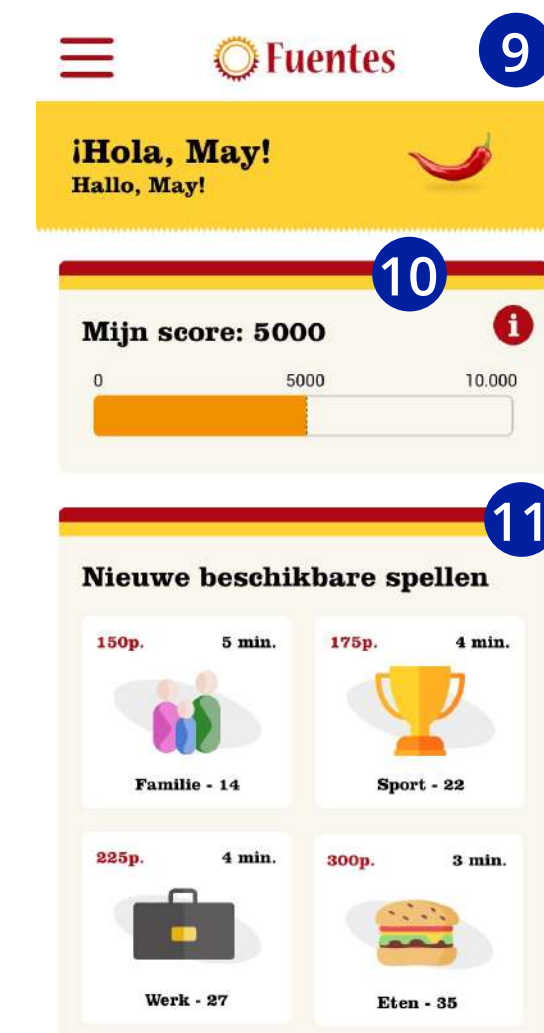 Fuentes
9
¡Hola, May!
Hallo, May!
10
Mijn score: 5000
i
0 5000 10.000
11
Nieuwe beschikbare spellen
150p. 5 min.
Familie - 14
175p. 4 min.
Sport - 22
225p. 4 min.
Werk - 27
300p. 3 min.
Eten - 35